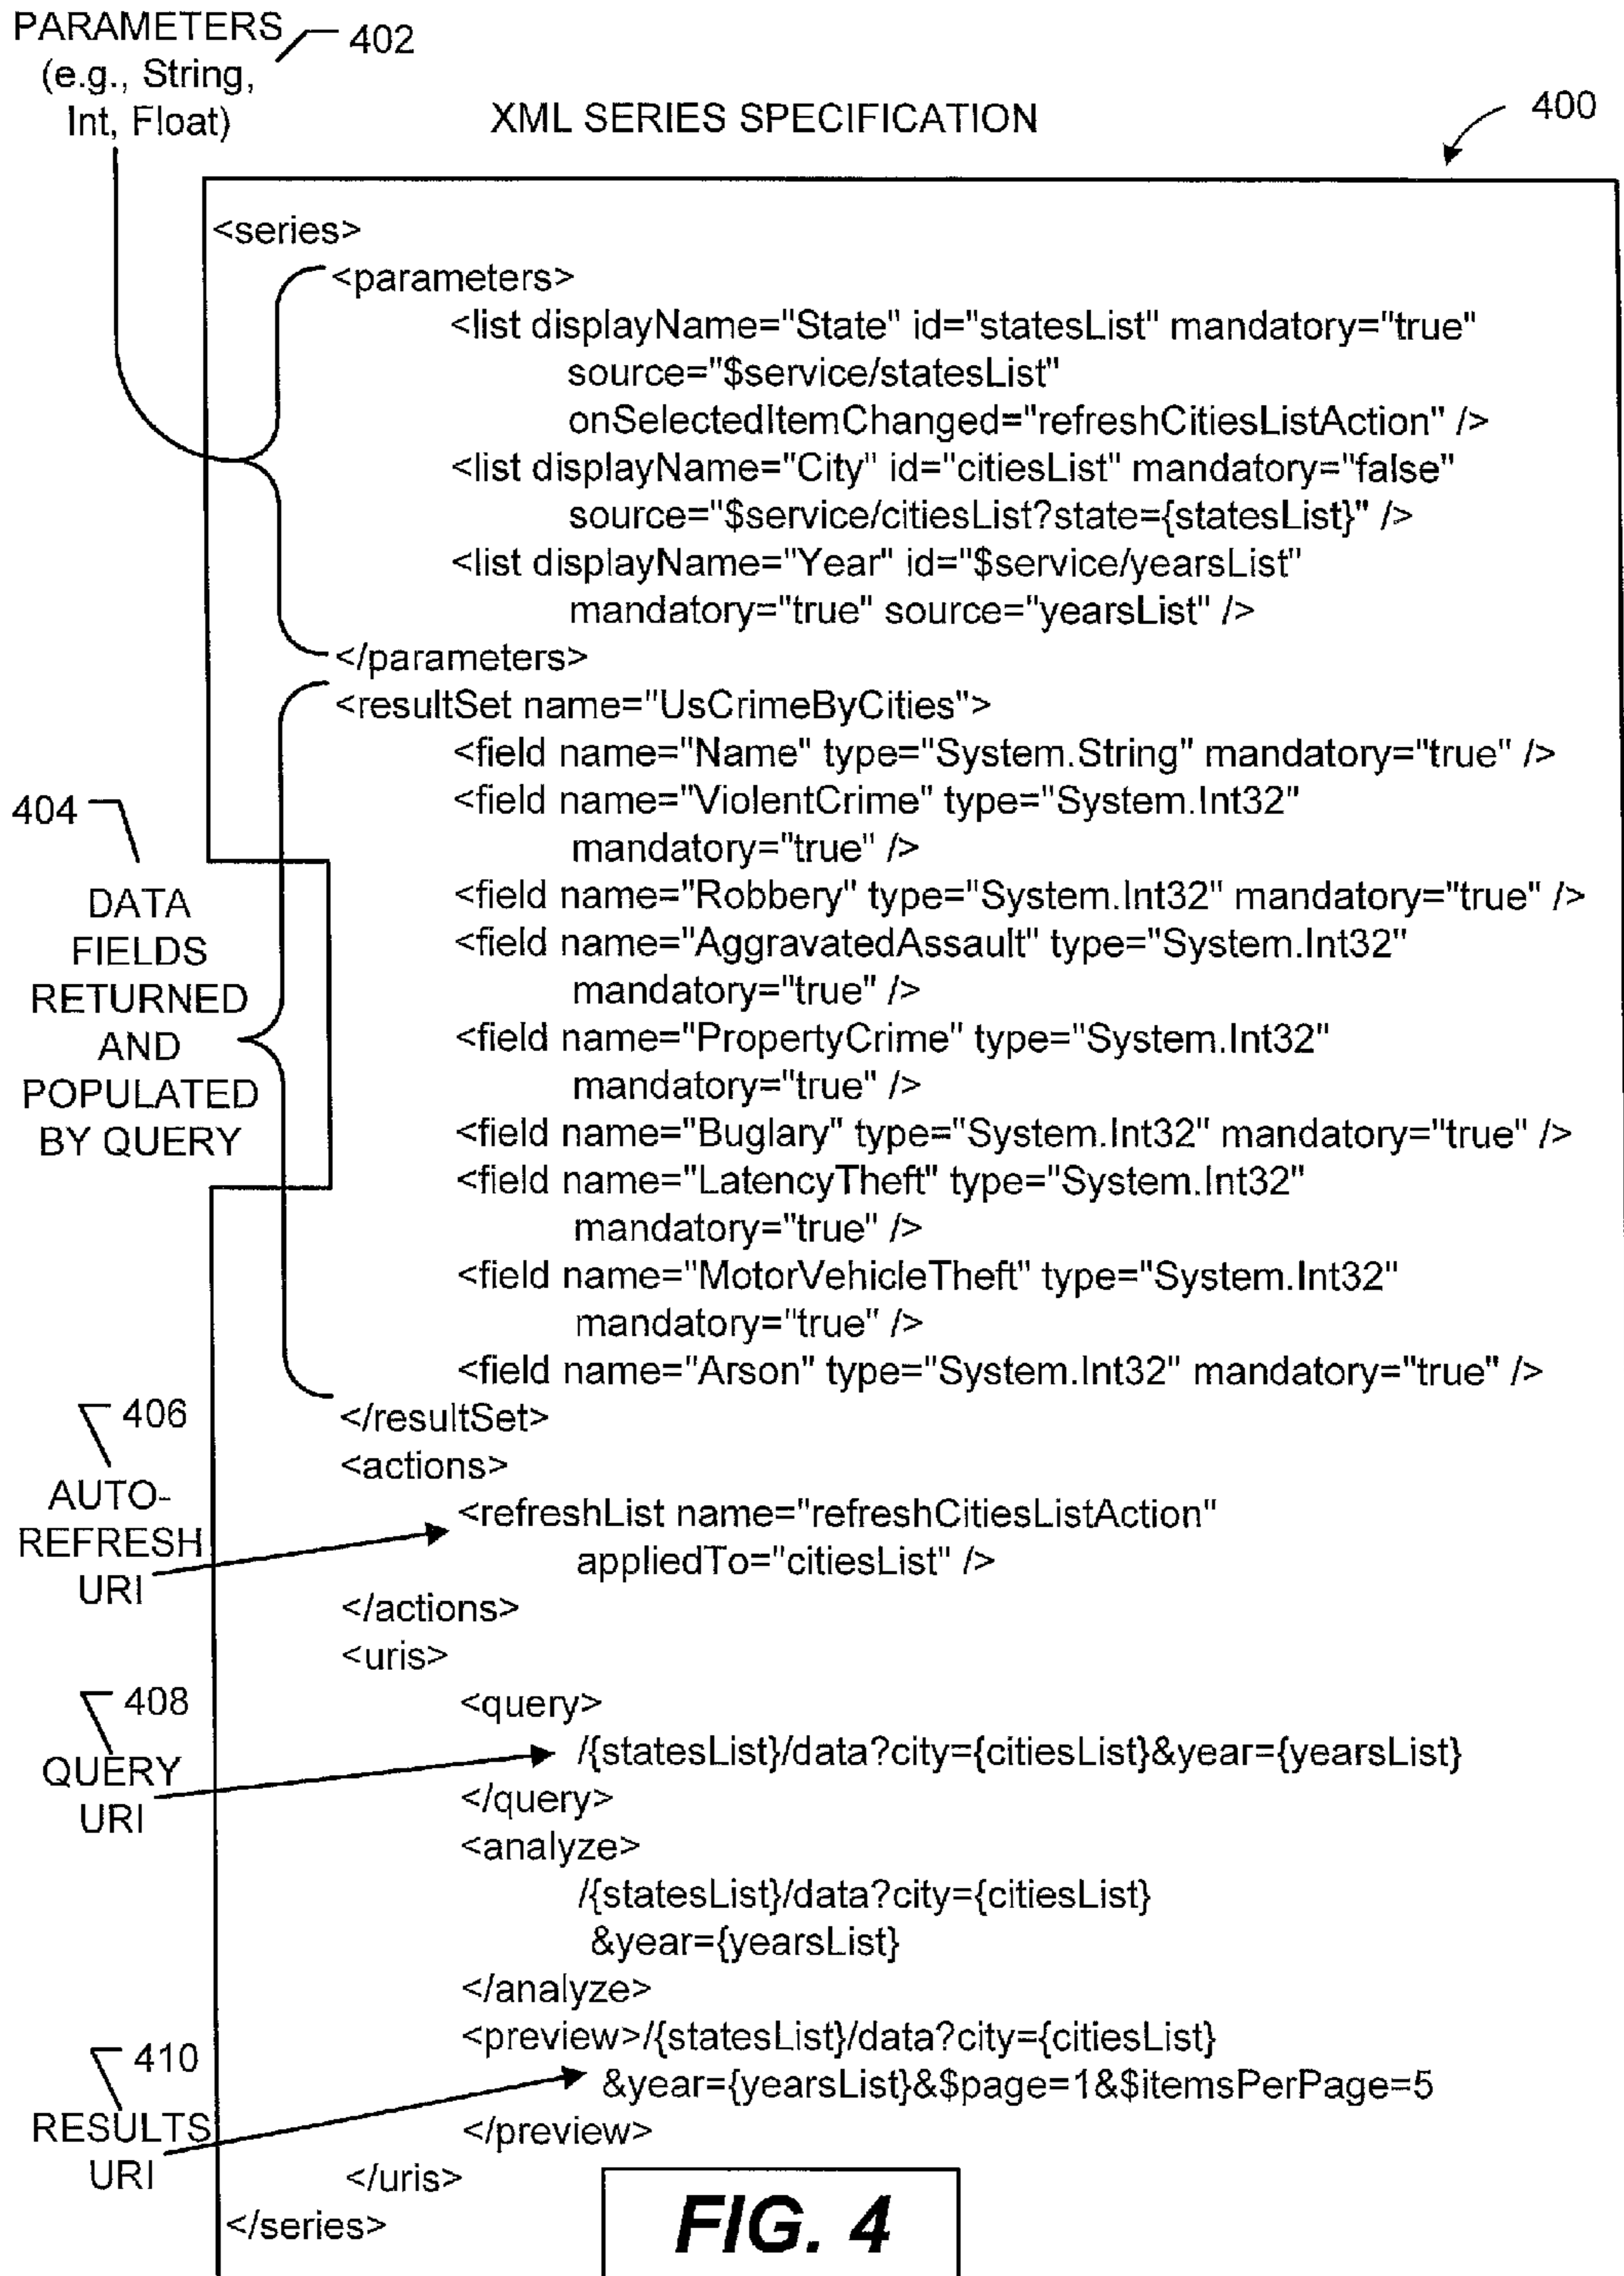 PARAMETERS
(e.g., String,
Int, Float)
402
XML SERIES SPECIFICATION
400
<series>
<parameters>
<list displayName="State" id="statesList" mandatory="true"
source="$service/statesList"
onSelectedItemChanged="refreshCitiesListAction" />
<list displayName="City" id="citiesList" mandatory="false"
source="$service/citiesList?state={statesList}" />
<list displayName="Year" id="$service/yearsList"
mandatory="true" source="yearsList" />
</parameters>
<resultSet name="UsCrimeByCities">
<field name="Name" type="System.String" mandatory="true" />
<field name="ViolentCrime" type="System.Int32"
mandatory="true" />
<field name="Robbery" type="System.Int32" mandatory="true" />
<field name="AggravatedAssault" type="System.Int32"
mandatory="true" />
<field name="PropertyCrime" type="System.Int32"
mandatory="true" />
<field name="Buglary" type="System.Int32" mandatory="true" />
<field name="LatencyTheft" type="System.Int32"
mandatory="true" />
<field name="MotorVehicleTheft" type="System.Int32"
mandatory="true" />
<field name="Arson" type="System.Int32" mandatory="true" />
</resultSet>
404
DATA
FIELDS
RETURNED
AND
POPULATED
BY QUERY
<actions>
<refreshList name="refreshCitiesListAction"
appliedTo="citiesList" />
</actions>
406
AUTO-
REFRESH
URI
<uris>
<query>
/{statesList}/data?city={citiesList}&year={yearsList}
</query>
408
QUERY
URI
<analyze>
/{statesList}/data?city={citiesList}
&year={yearsList}
</analyze>
<preview>/{statesList}/data?city={citiesList}
&year={yearsList}&$page=1&$itemsPerPage=5
</preview>
410
RESULTS
URI
</uris>
</series>
FIG. 4